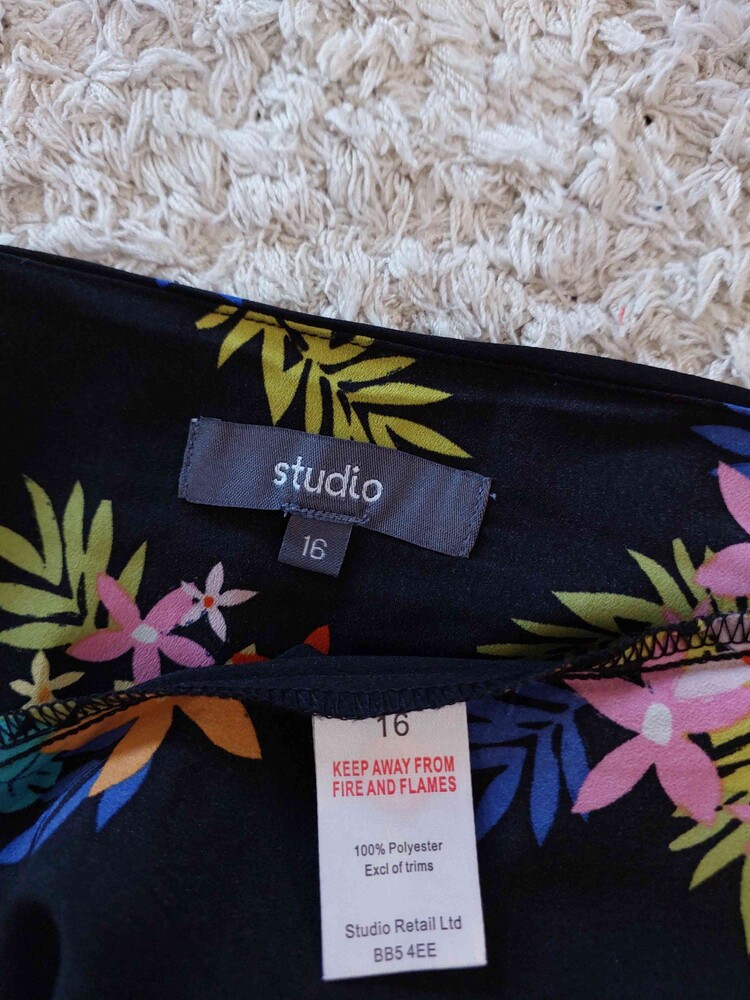 studio
16
16
KEEP AWAY FROM
FIRE AND FLAMES
100% Polyester
Excl of trims
Studio Retail Ltd
BB5 4EE